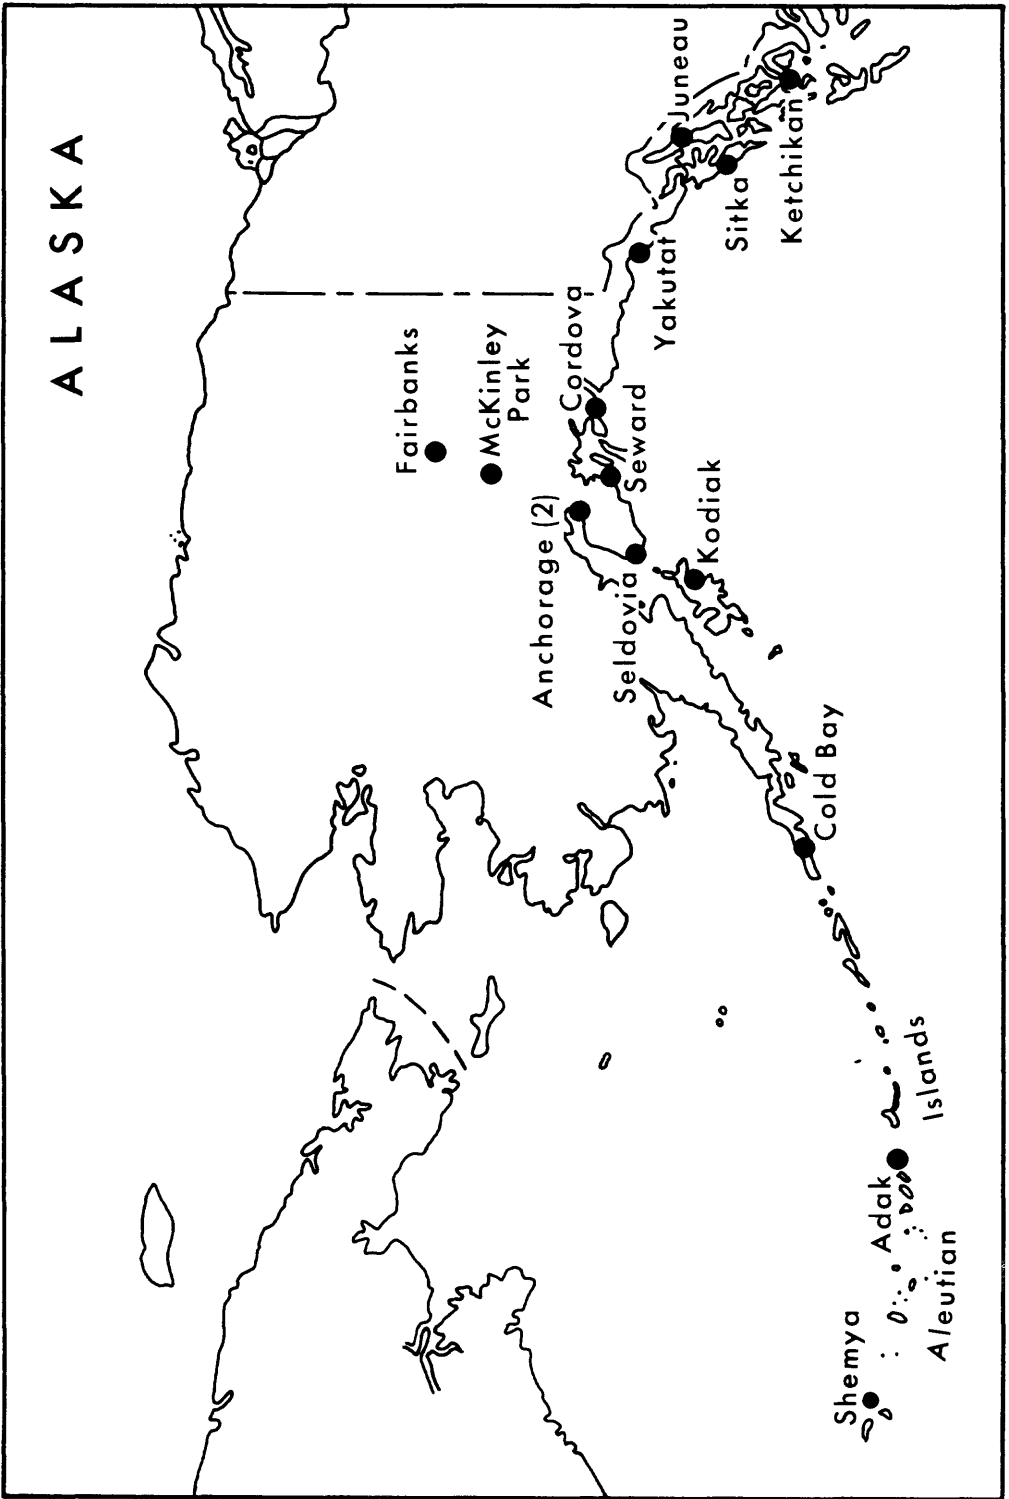 ALASKA
Fairbanks
McKinley
Park
Anchorage (2)
Cordova
Seward
Seldovia
Kodiak
Yakutat
Juneau
Sitka
Ketchikan
Cold Bay
Shemya
Adak
Aleutian
Islands